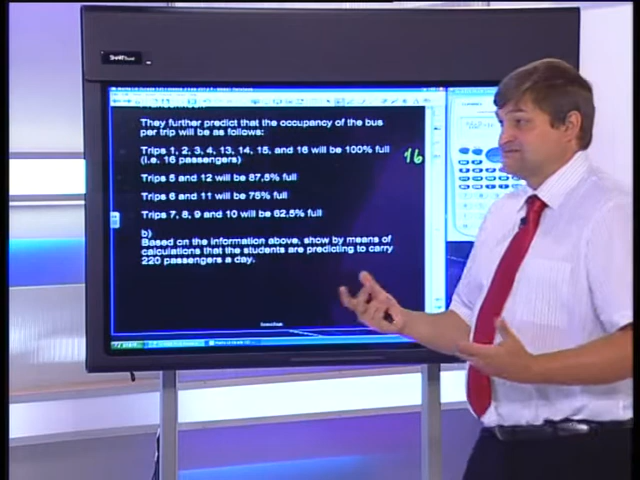 SMART
They further predict that the occupancy of the bus
per trip will be as follows:
Trips 1, 2, 3, 4, 13, 14, 15, and 16 will be 100% full
(i.e. 16 passengers)
16
Trips 5 and 12 will be 87,5% full
Trips 6 and 11 will be 75% full
Trips 7, 8, 9 and 10 will be 62,5% full
b)
Based on the information above, show by means of
calculations that the students are predicting to carry
220 passengers a day.